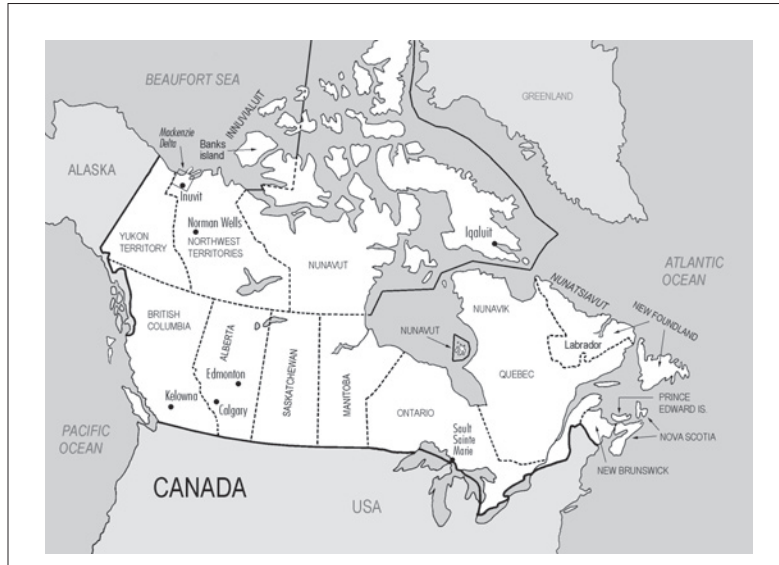 BEAUFORT SEA
GREENLAND
INNUVIALUIT
Mackenzie
Delta
Banks
island
ALASKA
Inuvit
Norman Wells
YUKON
TERRITORY
NORTHWEST
TERRITORIES
Iqaluit
NUNAVUT
ATLANTIC
OCEAN
NUNATSIAVUT
NUNAVIK
NEW FOUNDLAND
BRITISH
COLUMBIA
ALBERTA
NUNAVUT
Labrador
SASKATCHEWAN
MANITOBA
QUEBEC
Edmonton
Kelowna
Calgary
ONTARIO
PRINCE
EDWARD IS.
Sault
Sainte
Marie
NOVA SCOTIA
PACIFIC
OCEAN
NEW BRUNSWICK
CANADA
USA